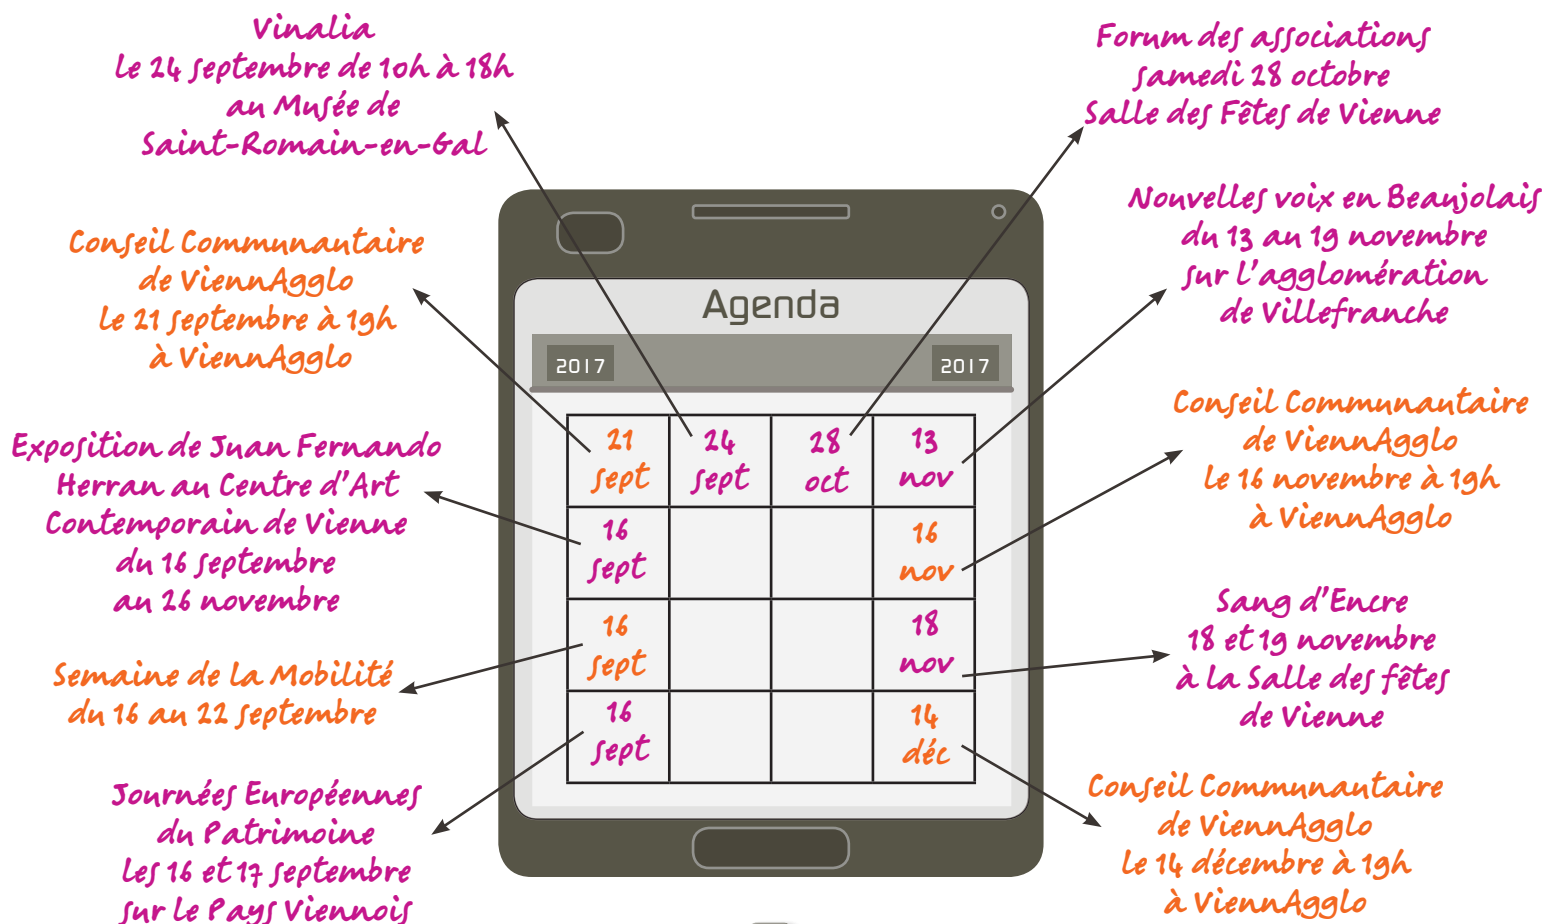 Vinalia
le 24 septembre de 10h à 18h
au Musée de
Saint-Romain-en-Gal
Conseil Communautaire
de ViennAgglo
le 21 septembre à 19h
à ViennAgglo
Exposition de Juan Fernando
Herran au Centre d'Art
Contemporain de Vienne
du 16 septembre
au 26 novembre
Semaine de la Mobilité
du 16 au 22 septembre
Journées Européennes
du Patrimoine
les 16 et 17 septembre
sur le Pays Viennois
Agenda
2017 2017
21 24 28 13
sept sept oct nov
16 16
sept nov
16 18
sept nov
16 14
sept déc
Forum des associations
samedi 28 octobre
Salle des Fêtes de Vienne
Nouvelles voix en Beaujolais
du 13 au 19 novembre
sur l'agglomération
de Villefranche
Conseil Communautaire
de ViennAgglo
le 16 novembre à 19h
à ViennAgglo
Sang d'Encre
18 et 19 novembre
à la Salle des fêtes
de Vienne
Conseil Communautaire
de ViennAgglo
le 14 décembre à 19h
à ViennAgglo